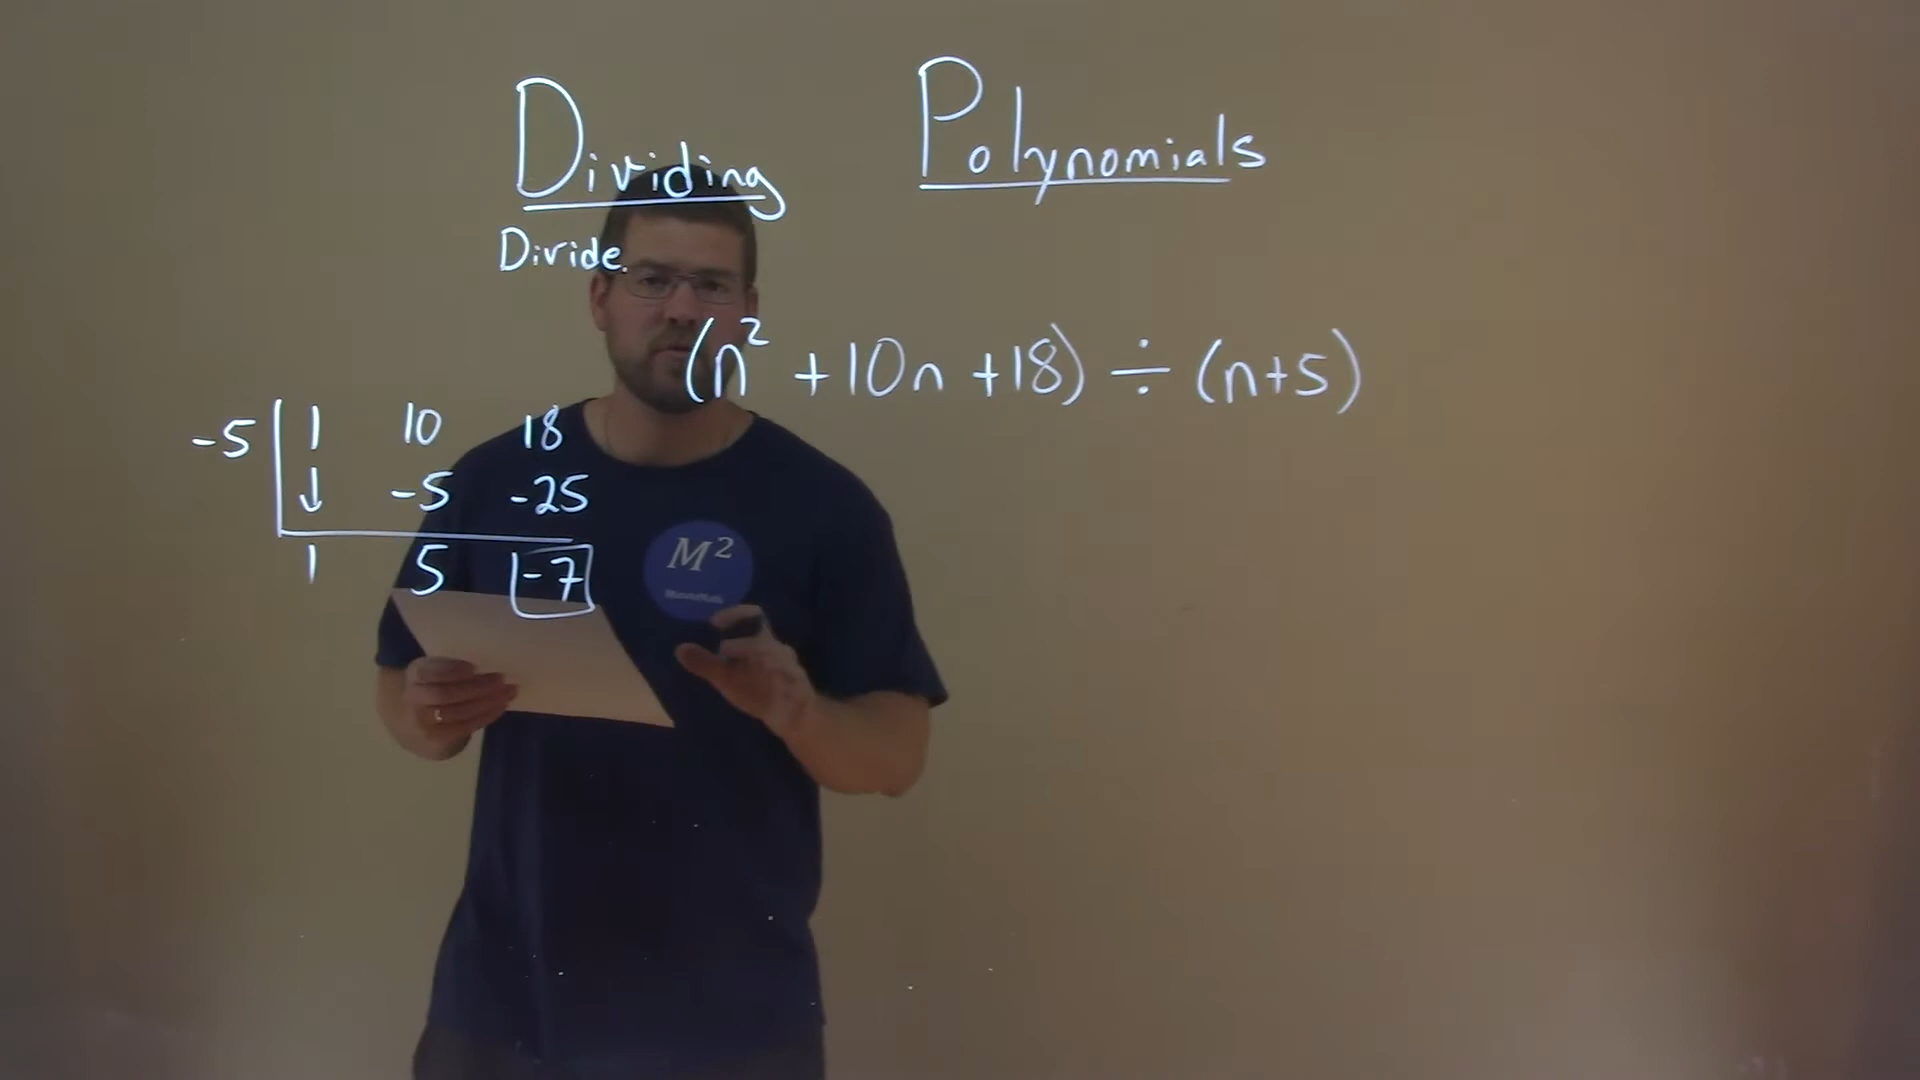 Dividing Polynomials
Divide.
(n² + 10n + 18) ÷ (n+5)
-5 1 10 18
↓ -5 -25
1 5 -7
M²